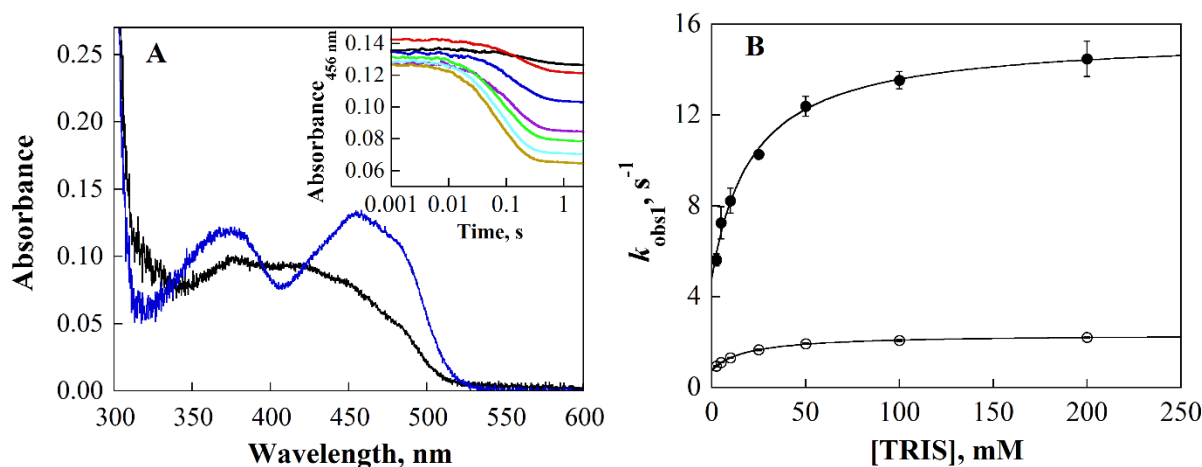 A
0.25
0.20
0.15
0.10
0.05
0.00
300 350 400 450 500 550 600
Absorbance
Wavelength, nm
0.14
0.12
0.10
0.08
0.06
0.001 0.01 0.1 1
Absorbance456 nm
Time, s
B
16
12
8
4
0
0 50 100 150 200 250
kobs1, s-1
[TRIS], mM